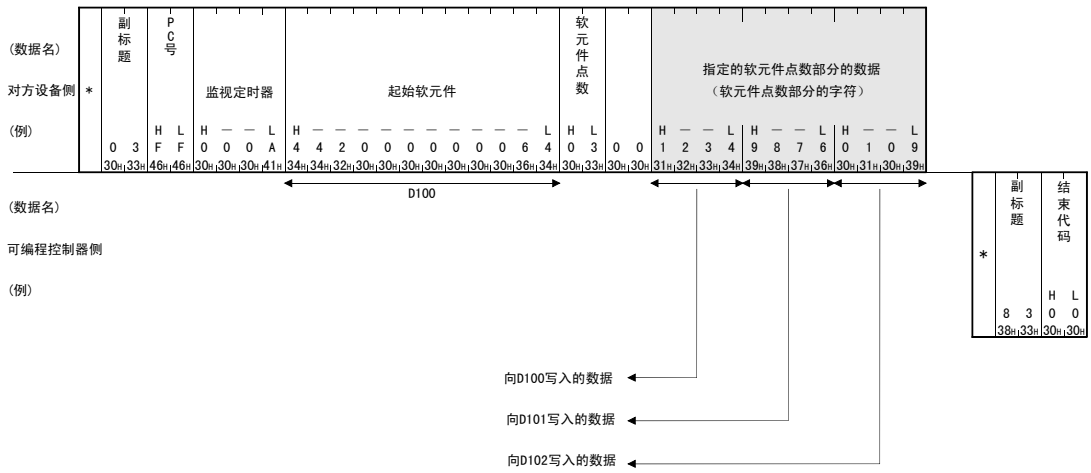 副标题
PC号
软元件点数
(数据名)
对方设备侧
*
监视定时器
起始软元件
指定的软元件点数部分的数据
(软元件点数部分的字符)
(例)
H L H － － L H － － － － － － － － － － L H L H － － L H － － L H － － L
0 3 F F 0 0 0 A 4 4 2 0 0 0 0 0 0 0 6 4 0 3 0 0 1 2 3 4 9 8 7 6 0 1 0 9
30H 33H 46H 46H 30H 30H 30H 41H 34H 34H 32H 30H 30H 30H 30H 30H 30H 30H 36H 34H 30H 33H 30H 30H 31H 32H 33H 34H 39H 38H 37H 36H 30H 31H 30H 39H
D100
(数据名)
可编程控制器侧
(例)
*
副标题
结束代码
H L
8 3 0 0
38H 33H 30H 30H
向D100写入的数据
向D101写入的数据
向D102写入的数据